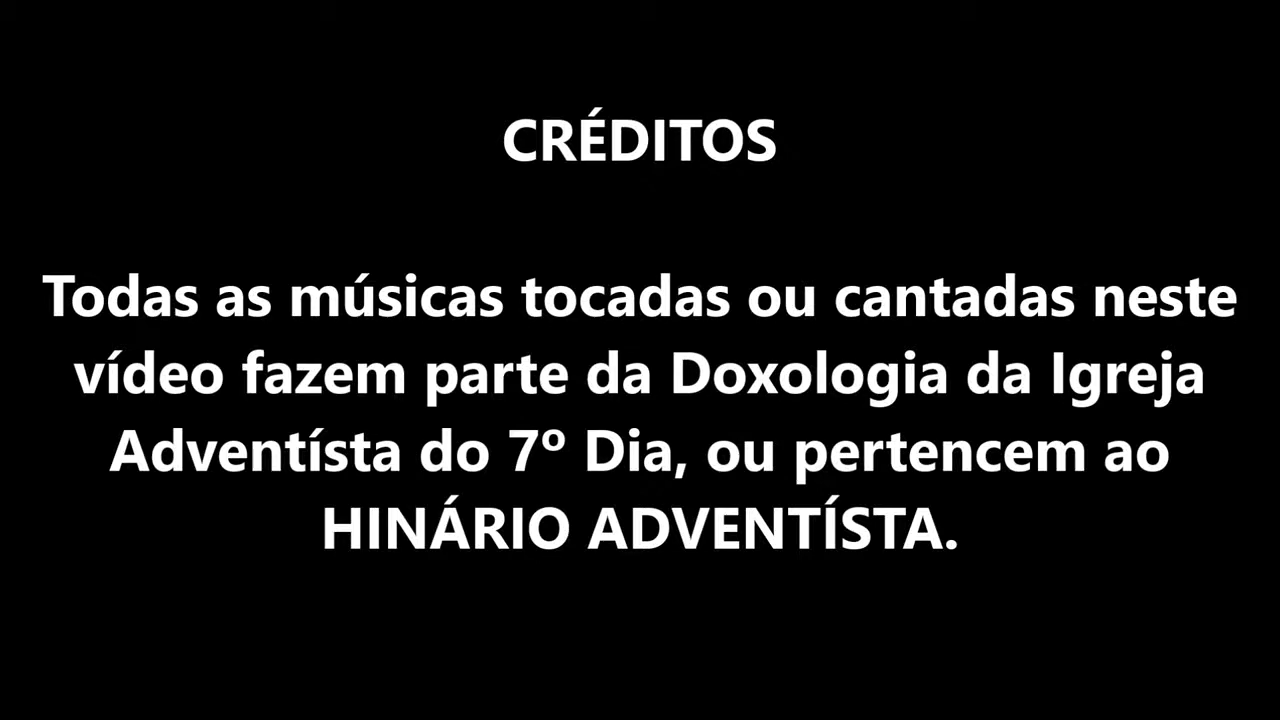 CRÉDITOS
Todas as músicas tocadas ou cantadas neste
vídeo fazem parte da Doxologia da Igreja
Adventísta do 7º Dia, ou pertencem ao
HINÁRIO ADVENTÍSTA.